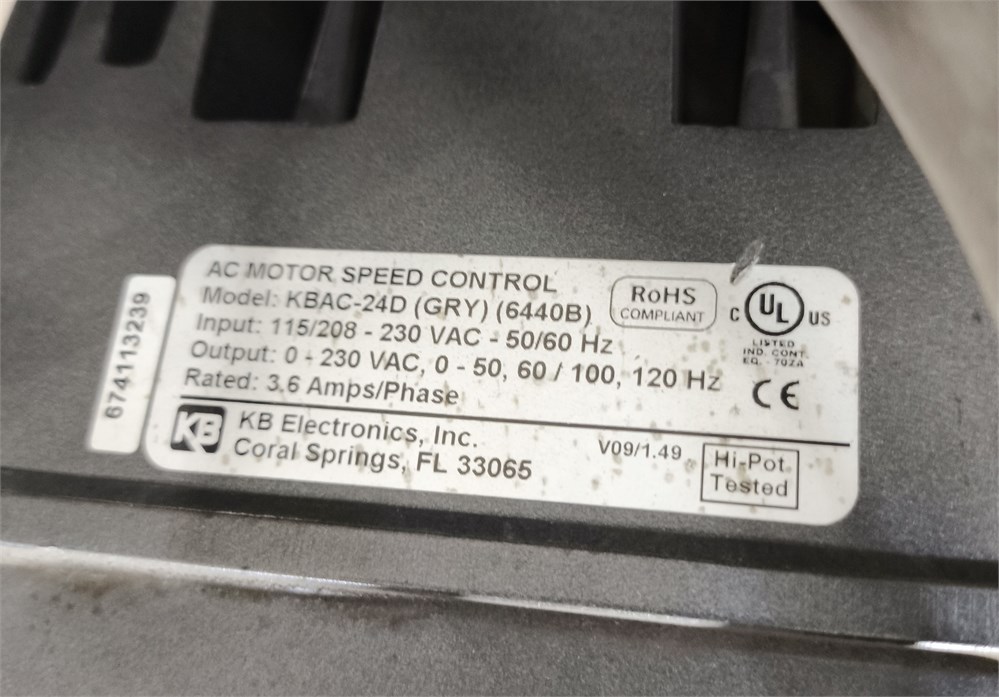 AC MOTOR SPEED CONTROL
Model: KBAC-24D (GRY) (6440B)
Input: 115/208 - 230 VAC - 50/60 Hz
Output: 0 - 230 VAC, 0 - 50, 60 / 100, 120 Hz
Rated: 3.6 Amps/Phase
RoHS
COMPLIANT
C UL US
LISTED
IND. CONT.
EQ. - 70ZA
CE
KB
KB Electronics, Inc.
Coral Springs, FL 33065
V09/1.49
Hi-Pot
Tested
674113239